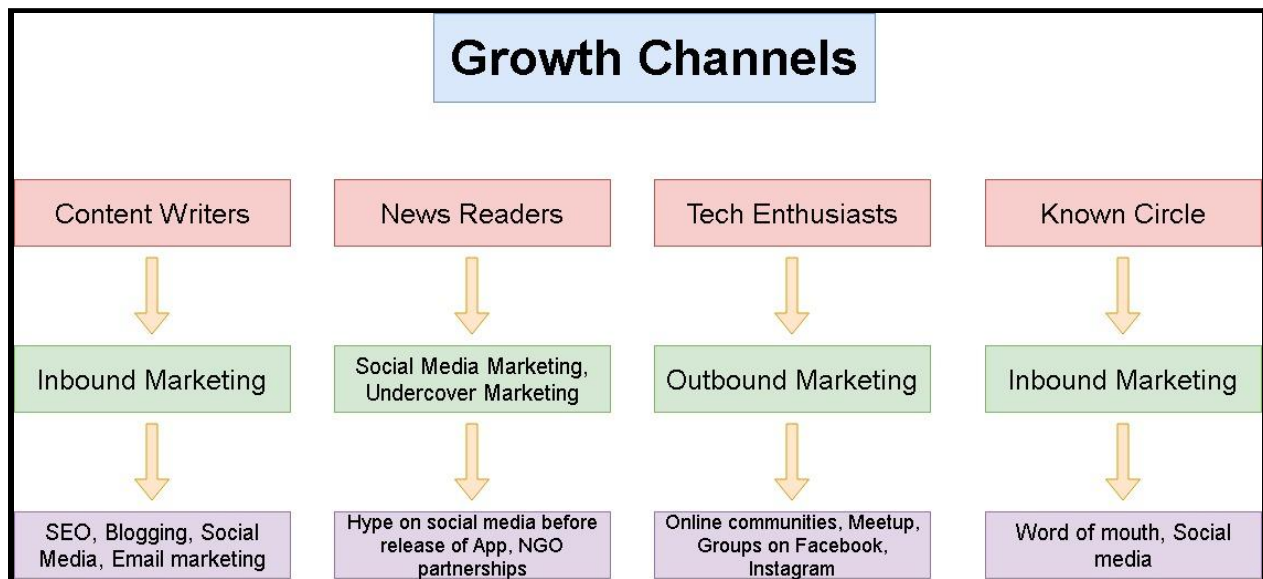 Growth Channels
Content Writers
News Readers
Tech Enthusiasts
Known Circle
Inbound Marketing
Social Media Marketing,
Undercover Marketing
Outbound Marketing
Inbound Marketing
SEO, Blogging, Social
Media, Email marketing
Hype on social media before
release of App, NGO
partnerships
Online communities, Meetup,
Groups on Facebook,
Instagram
Word of mouth, Social
media